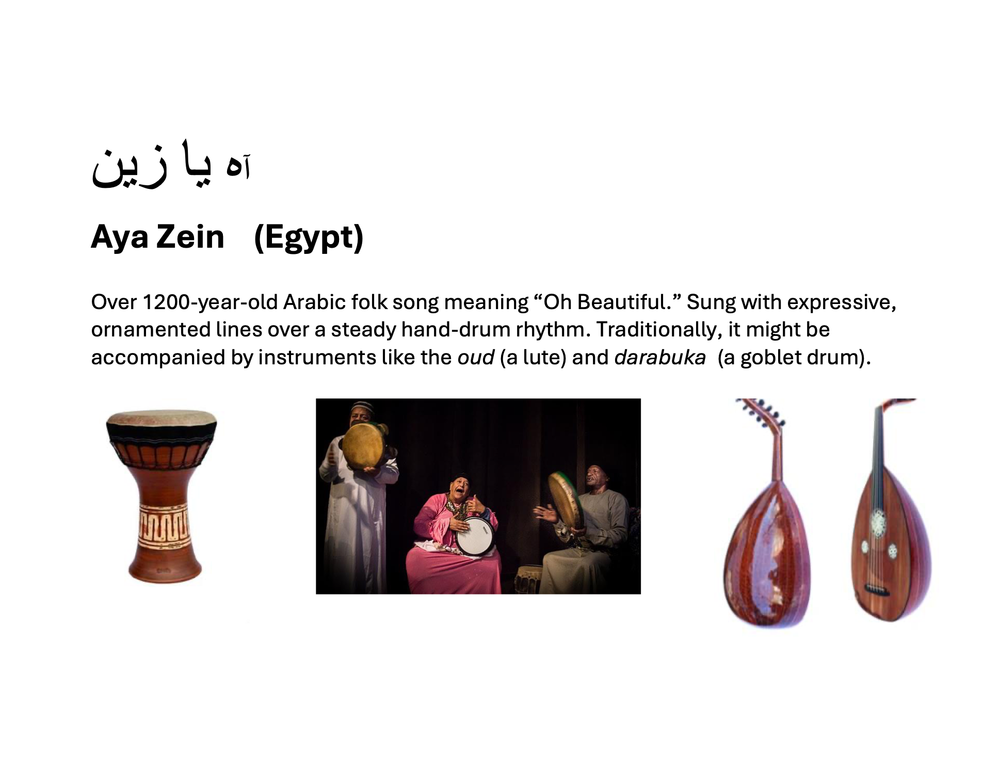 آه يا زين
Aya Zein (Egypt)
Over 1200-year-old Arabic folk song meaning “Oh Beautiful.” Sung with expressive,
ornamented lines over a steady hand-drum rhythm. Traditionally, it might be
accompanied by instruments like the oud (a lute) and darabuka (a goblet drum).